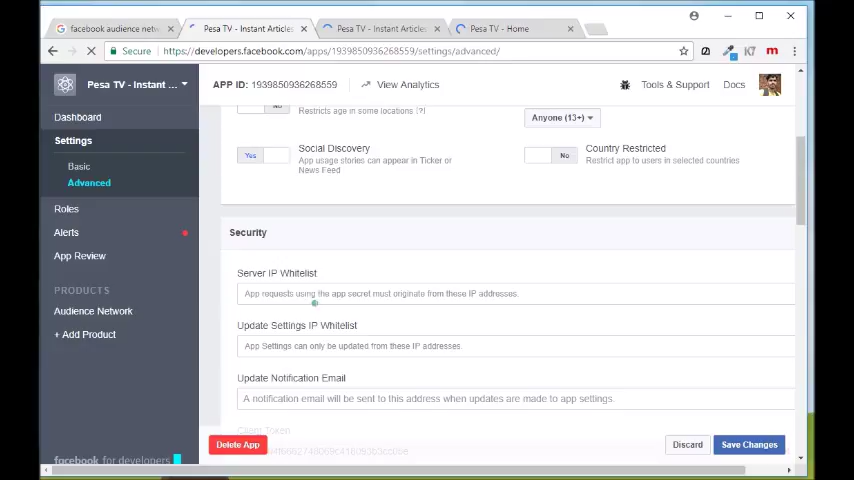 facebook audience netw
Pesa TV - Instant Articles
Pesa TV - Instant Articles
Pesa TV - Home
Secure
https://developers.facebook.com/apps/1939850936268559/settings/advanced/
Pesa TV - Instant ...
APP ID: 1939850936268559
View Analytics
Tools & Support
Docs
Dashboard
Settings
Basic
Advanced
Roles
Alerts
App Review
PRODUCTS
Audience Network
+ Add Product
facebook for developers
No
Restricts age in some locations [?]
Anyone (13+)
Yes
Social Discovery
App usage stories can appear in Ticker or
News Feed
No
Country Restricted
Restrict app to users in selected countries
Security
Server IP Whitelist
App requests using the app secret must originate from these IP addresses.
Update Settings IP Whitelist
App Settings can only be updated from these IP addresses.
Update Notification Email
A notification email will be sent to this address when updates are made to app settings.
Client Token
Delete App
Discard
Save Changes